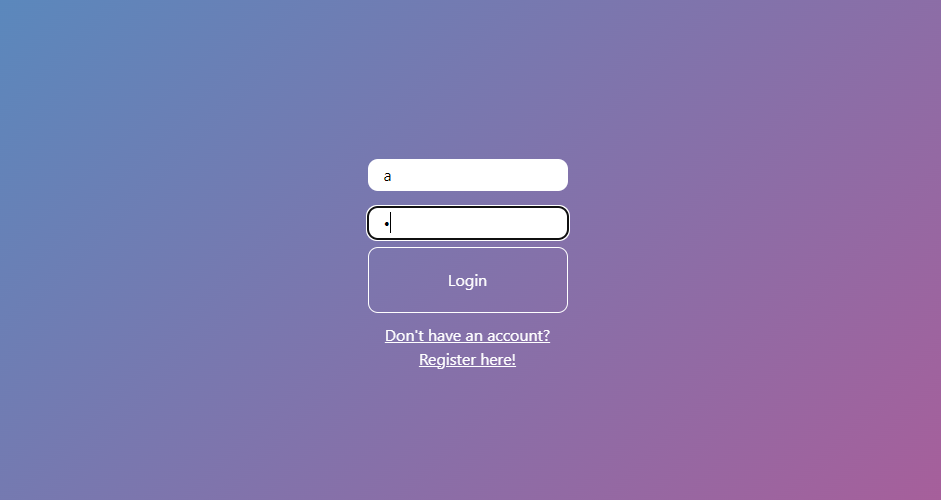 a
•
Login
Don't have an account?
Register here!